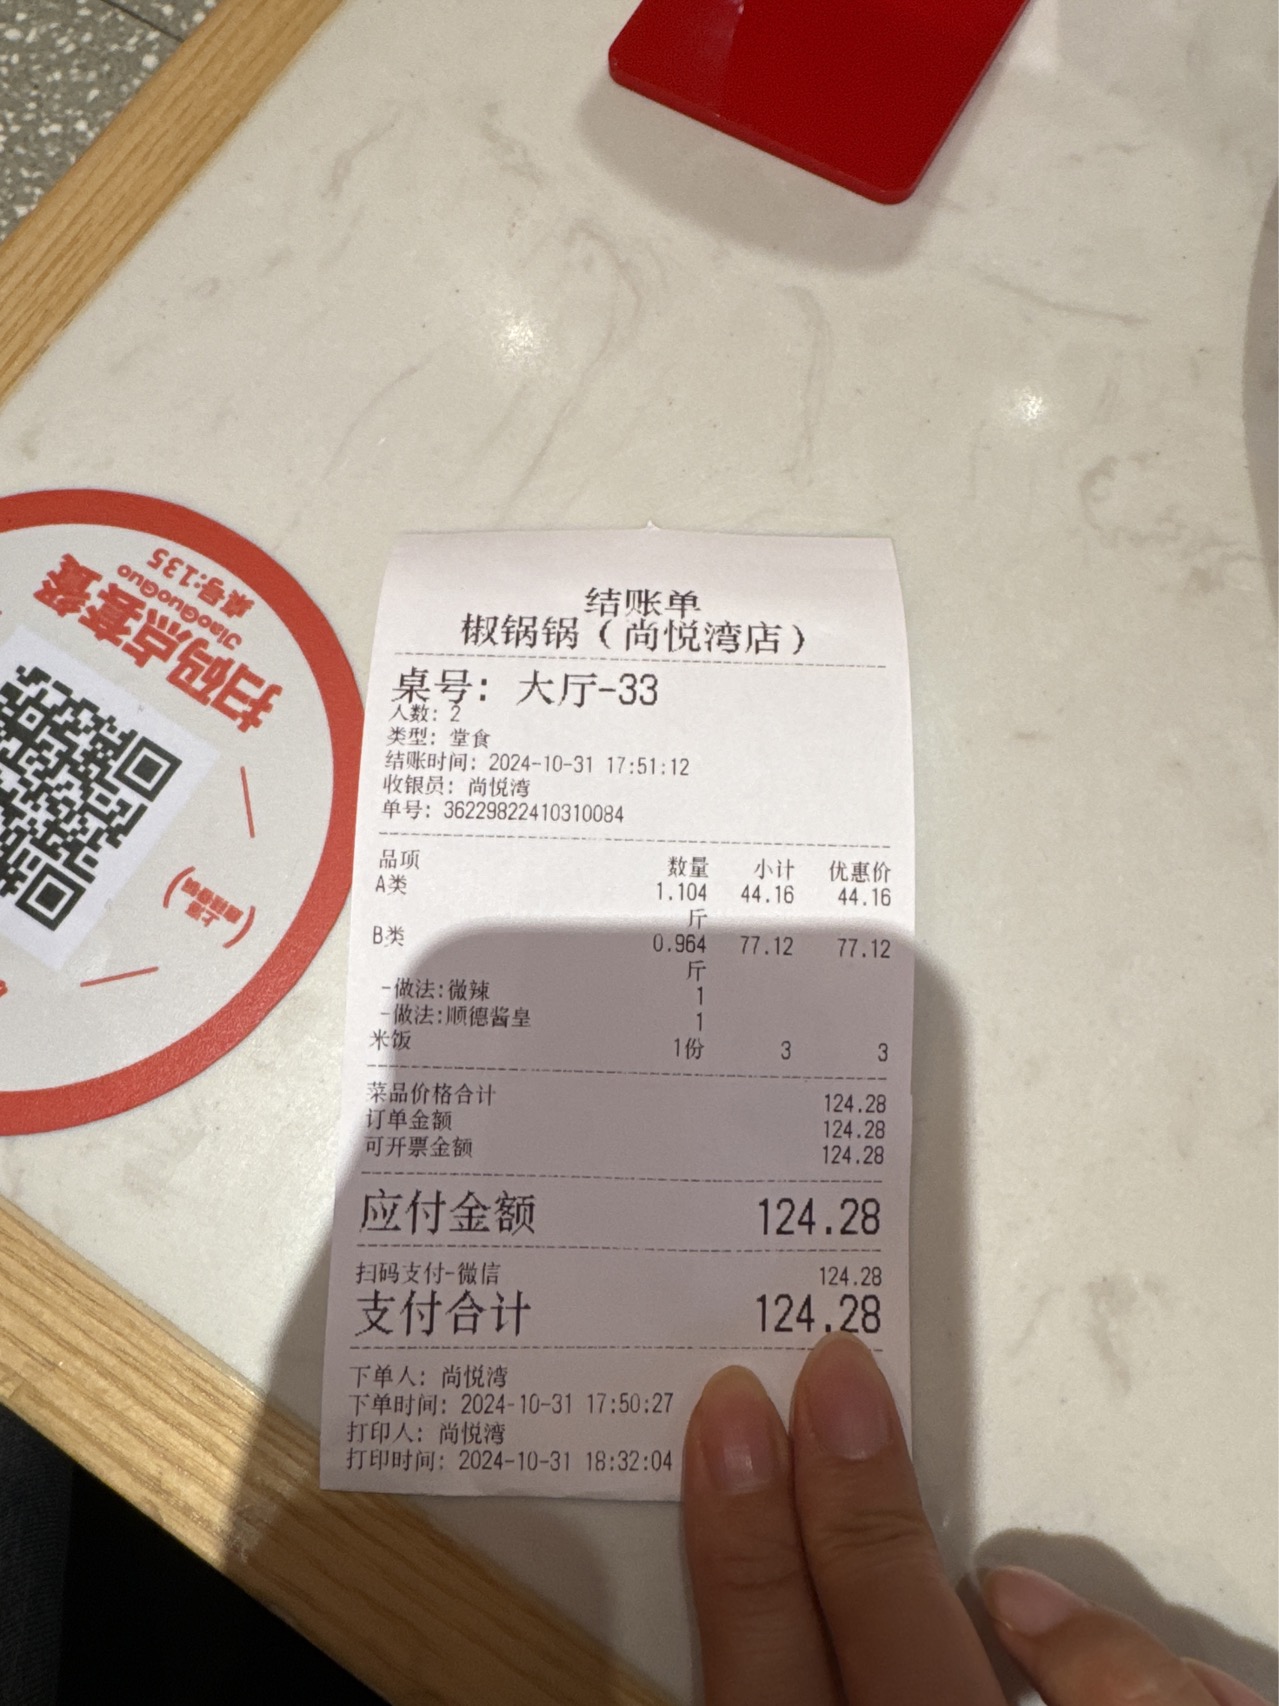 扫码点套餐
JiaoGuoGuo
桌号:135
结账单
椒锅锅（尚悦湾店）
桌号: 大厅-33
人数: 2
类型: 堂食
结账时间: 2024-10-31 17:51:12
收银员: 尚悦湾
单号: 36229822410310084
品项 数量 小计 优惠价
A类 1.104 44.16 44.16
斤
B类 0.964 77.12 77.12
斤
-做法:微辣 1
-做法:顺德酱皇 1
米饭 1份 3 3
菜品价格合计 124.28
订单金额 124.28
可开票金额 124.28
应付金额 124.28
扫码支付-微信 124.28
支付合计 124.28
下单人: 尚悦湾
下单时间: 2024-10-31 17:50:27
打印人: 尚悦湾
打印时间: 2024-10-31 18:32:04